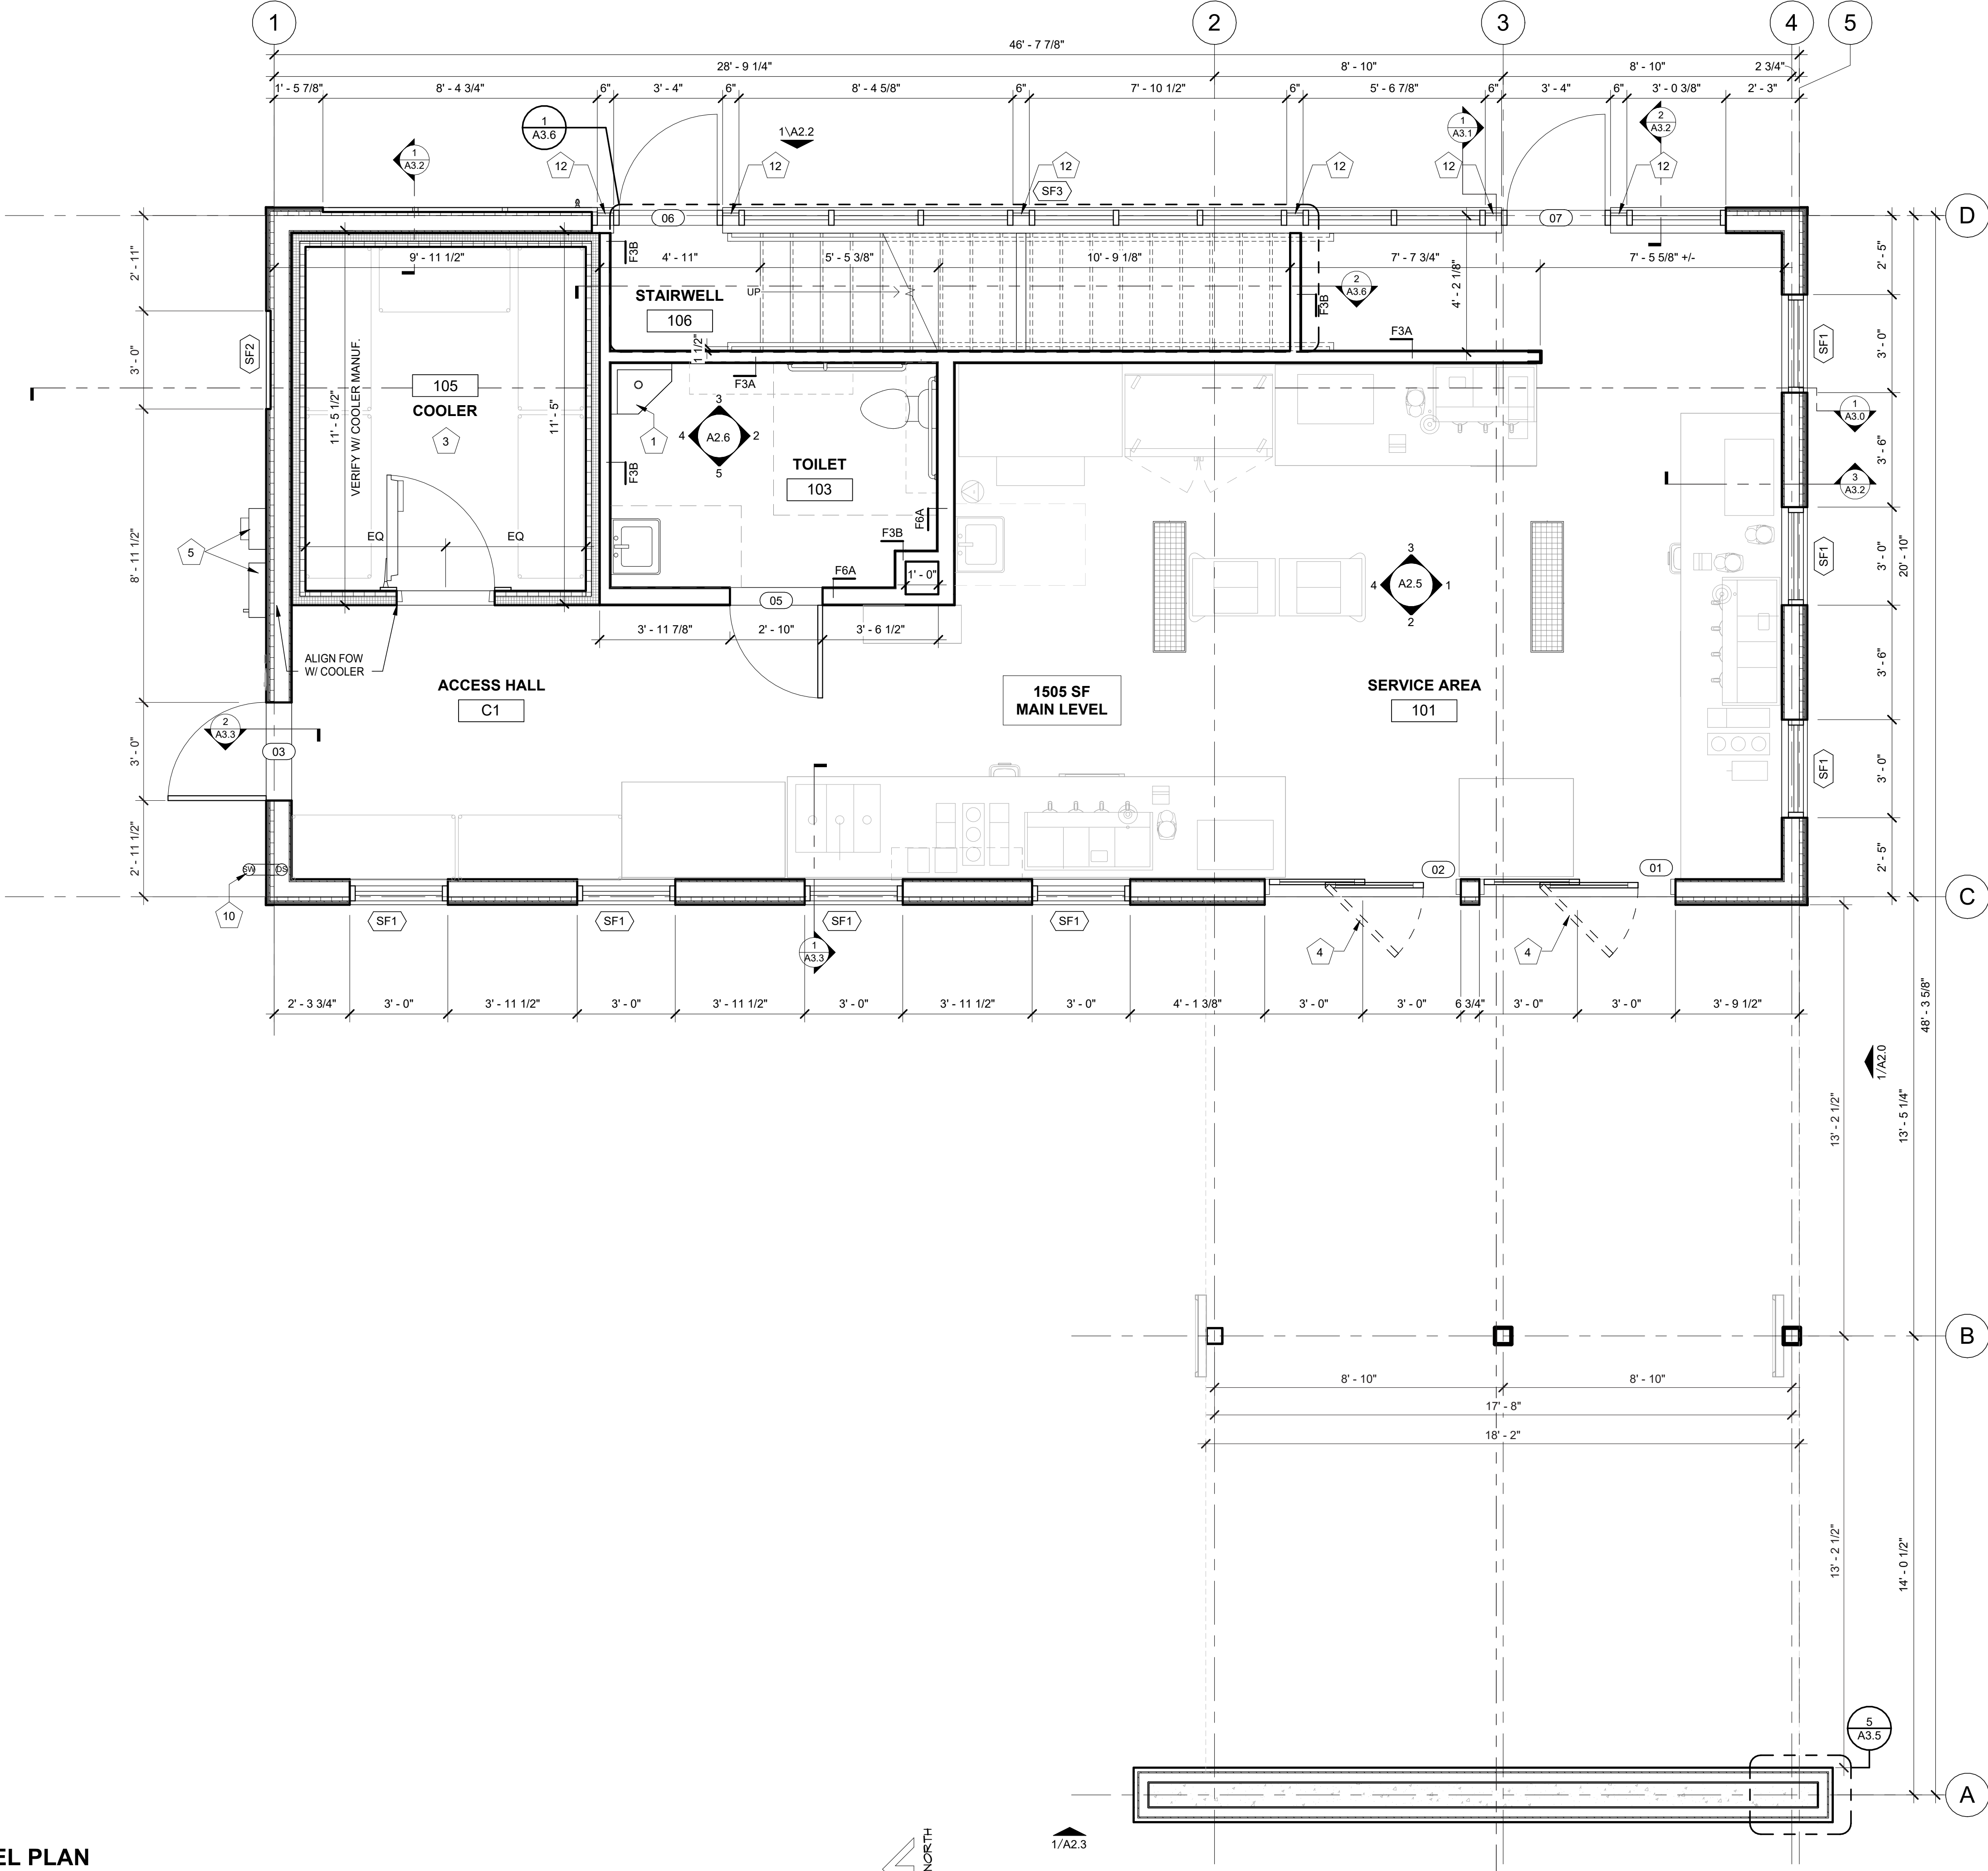 1
2
3
4
5
46' - 7 7/8"
28' - 9 1/4"
8' - 10"
8' - 10"
2 3/4"
1' - 5 7/8"
8' - 4 3/4"
6"
3' - 4"
6"
8' - 4 5/8"
6"
7' - 10 1/2"
6"
5' - 6 7/8"
6"
3' - 4"
6"
3' - 0 3/8"
2' - 3"
1
A3.6
1\A2.2
1
A3.1
2
A3.2
1
A3.2
12
12
12
12
12
12
SF3
06
07
D
9' - 11 1/2"
4' - 11"
5' - 5 3/8"
10' - 9 1/8"
7' - 7 3/4"
7' - 5 5/8" +/-
2' - 11"
2' - 5"
F3B
STAIRWELL
106
UP
2
A3.6
F3B
4' - 2 1/8"
F3A
1 1/2"
SF2
3' - 0"
SF1
3' - 0"
105
COOLER
3
11' - 5 1/2"
VERIFY W/ COOLER MANUF.
11' - 5"
F3A
1
3
4
A2.6
2
5
F3B
TOILET
103
1
A3.0
3' - 6"
3
A3.2
F6A
F3B
F6A
1' - 0"
EQ
EQ
5
8' - 11 1/2"
3
4
A2.5
1
2
SF1
3' - 0"
20' - 10"
05
3' - 11 7/8"
2' - 10"
3' - 6 1/2"
ALIGN FOW
W/ COOLER
ACCESS HALL
C1
1505 SF
MAIN LEVEL
SERVICE AREA
101
3' - 6"
2
A3.3
03
3' - 0"
SF1
3' - 0"
2' - 11 1/2"
SW
DS
10
02
01
2' - 5"
C
SF1
SF1
SF1
SF1
1
A3.3
4
4
2' - 3 3/4"
3' - 0"
3' - 11 1/2"
3' - 0"
3' - 11 1/2"
3' - 0"
3' - 11 1/2"
3' - 0"
4' - 1 3/8"
3' - 0"
3' - 0"
6 3/4"
3' - 0"
3' - 0"
3' - 9 1/2"
48' - 3 5/8"
1/A2.0
13' - 2 1/2"
13' - 5 1/4"
B
8' - 10"
8' - 10"
17' - 8"
18' - 2"
13' - 2 1/2"
14' - 0 1/2"
5
A3.5
A
1/A2.3
NORTH
EL PLAN